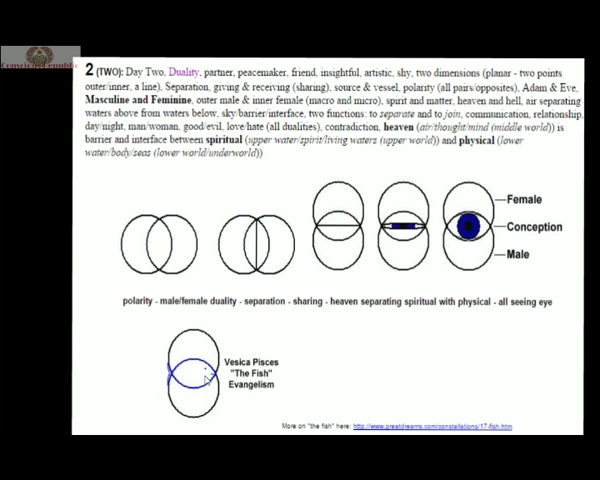 Conscious Republic
2 (TWO): Day Two, Duality, partner, peacemaker, friend, insightful, artistic, shy, two dimensions (planar - two points
outer/inner, a line). Separation, giving & receiving (sharing), source & vessel, polarity (all pairs/opposites), Adam & Eve,
Masculine and Feminine, outer male & inner female (macro and micro), spirit and matter, heaven and hell, air separating
waters above from waters below, sky/barrier/interface, two functions: to separate and to join, communication, relationship,
day/night, man/woman, good/evil, love/hate (all dualities), contradiction, heaven (air/thought/mind (middle world)) is
barrier and interface between spiritual (upper water/spirit/living waters (upper world)) and physical (lower
water/body/seas (lower world/underworld))
Female
Conception
Male
polarity - male/female duality - separation - sharing - heaven separating spiritual with physical - all seeing eye
Vesica Pisces
"The Fish"
Evangelism
More on "the fish" here: http://www.greatdreams.com/constellations/17-fish.htm